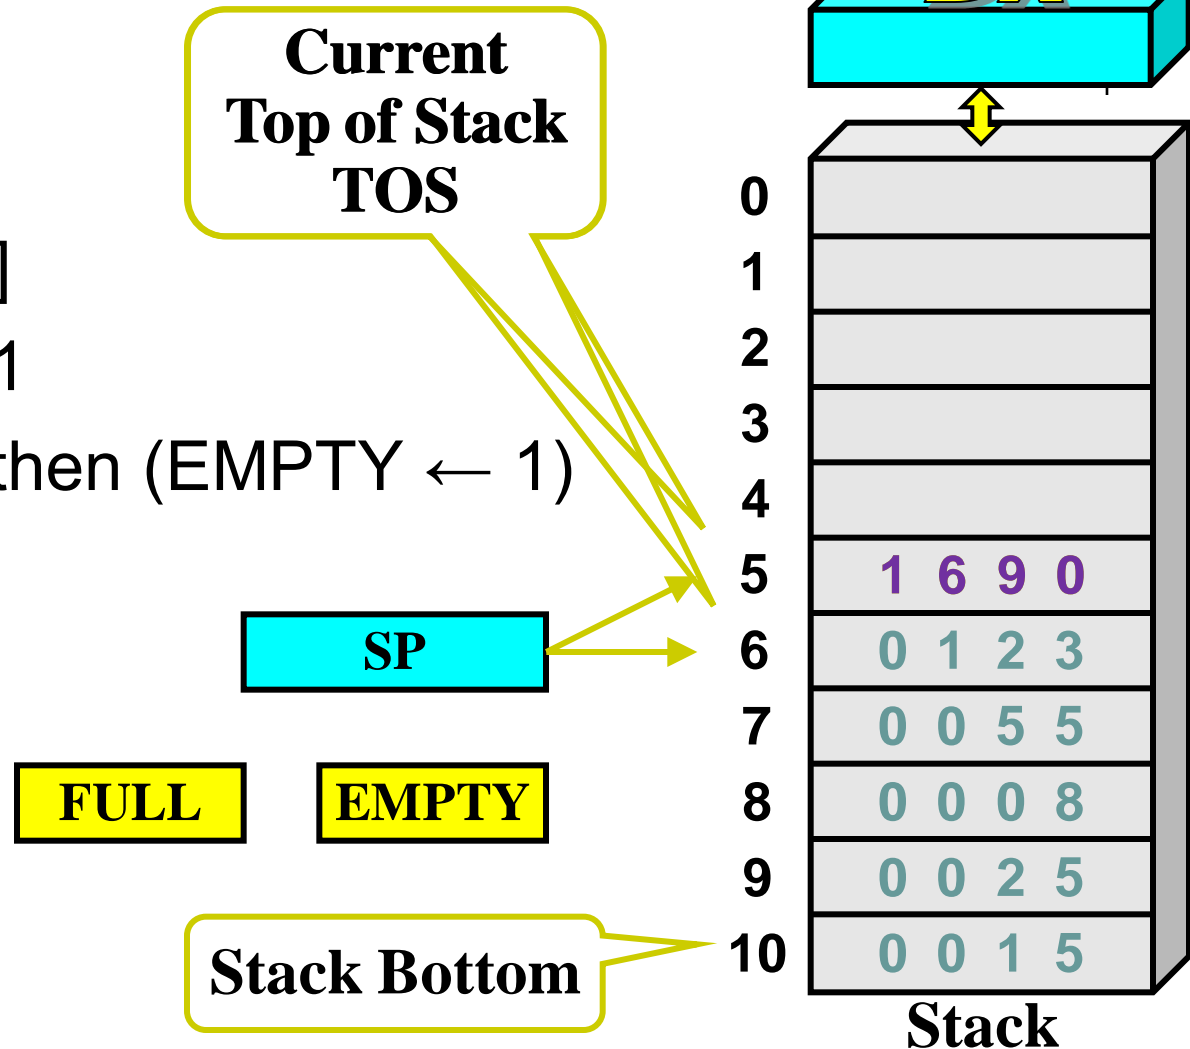 Current
Top of Stack
TOS
]
1
then (EMPTY ← 1)
SP
FULL
EMPTY
Stack Bottom
0
1
2
3
4
5 1 6 9 0
6 0 1 2 3
7 0 0 5 5
8 0 0 0 8
9 0 0 2 5
10 0 0 1 5
Stack